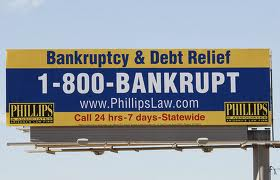 Bankruptcy & Debt Relief
1-800-BANKRUPT
www.PhillipsLaw.com
PHILLIPS
PHILLIPS
Call 24 hrs-7 days-Statewide